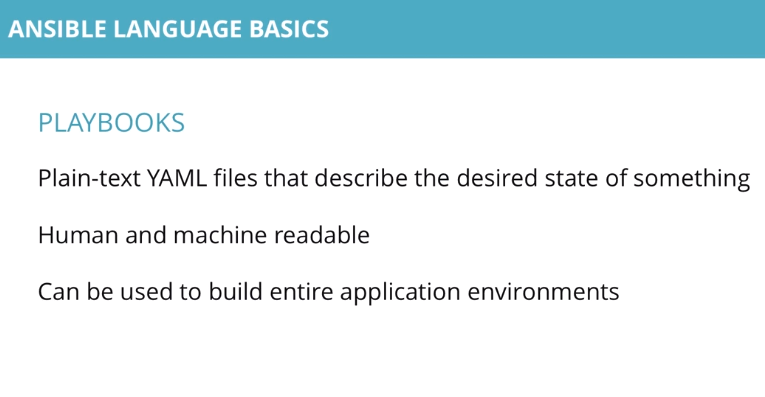 ANSIBLE LANGUAGE BASICS
PLAYBOOKS
Plain-text YAML files that describe the desired state of something
Human and machine readable
Can be used to build entire application environments